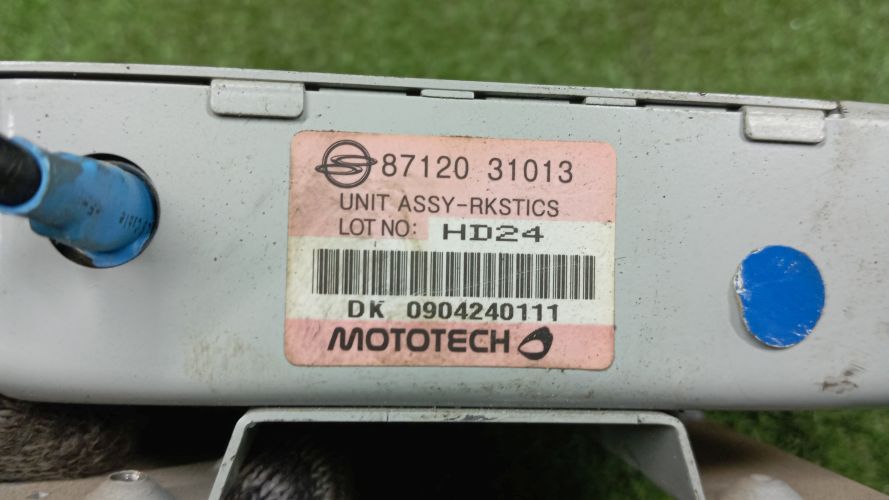 87120 31013
UNIT ASSY-RKSTICS
LOT NO: HD24
DK 0904240111
MOTOTECH